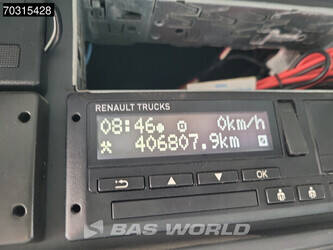 70315428
RENAULT TRUCKS
08:46 0km/h
406807.9km
OK
BAS WORLD